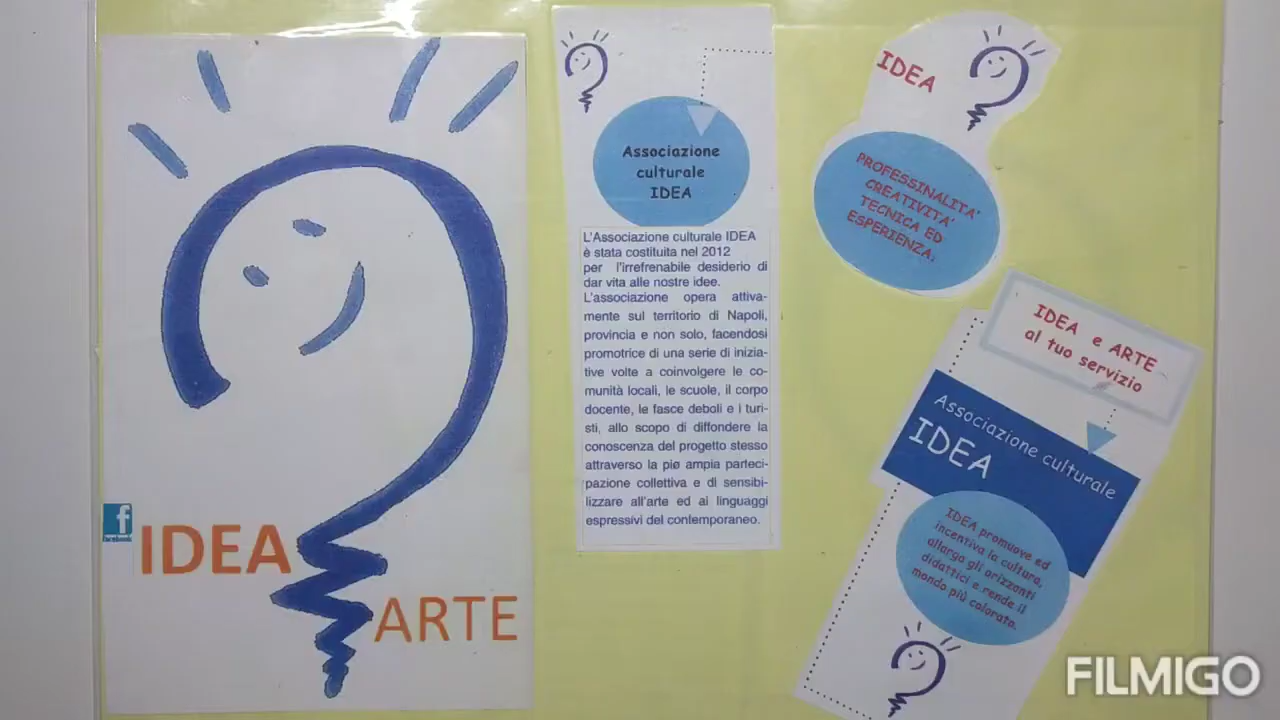 IDEA
ARTE
Associazione
culturale
IDEA
L'Associazione culturale IDEA
è stata costituita nel 2012
per l'irrefrenabile desiderio di
dar vita alle nostre idee.
L'associazione opera attiva-
mente sul territorio di Napoli,
provincia e non solo, facendosi
promotrice di una serie di inizia-
tive volte a coinvolgere le co-
munità locali, le scuole, il corpo
docente, le fasce deboli e i turi-
sti, allo scopo di diffondere la
conoscenza del progetto stesso
attraverso la piø ampia parteci-
pazione collettiva e di sensibi-
lizzare all'arte ed ai linguaggi
espressivi del contemporaneo.
IDEA
PROFESSINALITA'
CREATIVITA'
TECNICA ED
ESPERIENZA.
IDEA e ARTE
al tuo servizio
Associazione culturale
IDEA
IDEA promuove ed
incentiva la cultura,
allarga gli orizzonti
didattici e rende il
mondo più colorato.
FILMIGO